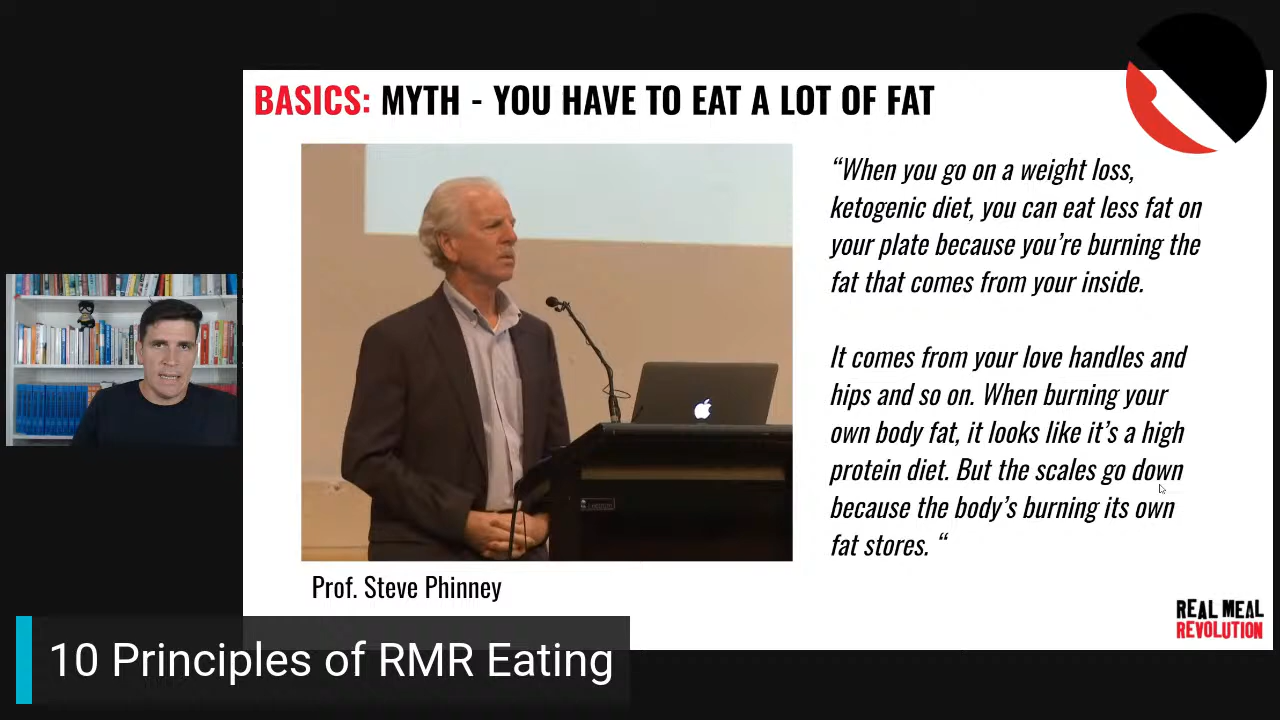 BASICS: MYTH - YOU HAVE TO EAT A LOT OF FAT
“When you go on a weight loss,
ketogenic diet, you can eat less fat on
your plate because you’re burning the
fat that comes from your inside.
It comes from your love handles and
hips and so on. When burning your
own body fat, it looks like it’s a high
protein diet. But the scales go down
because the body’s burning its own
fat stores. “
Prof. Steve Phinney
REAL MEAL
REVOLUTION
10 Principles of RMR Eating